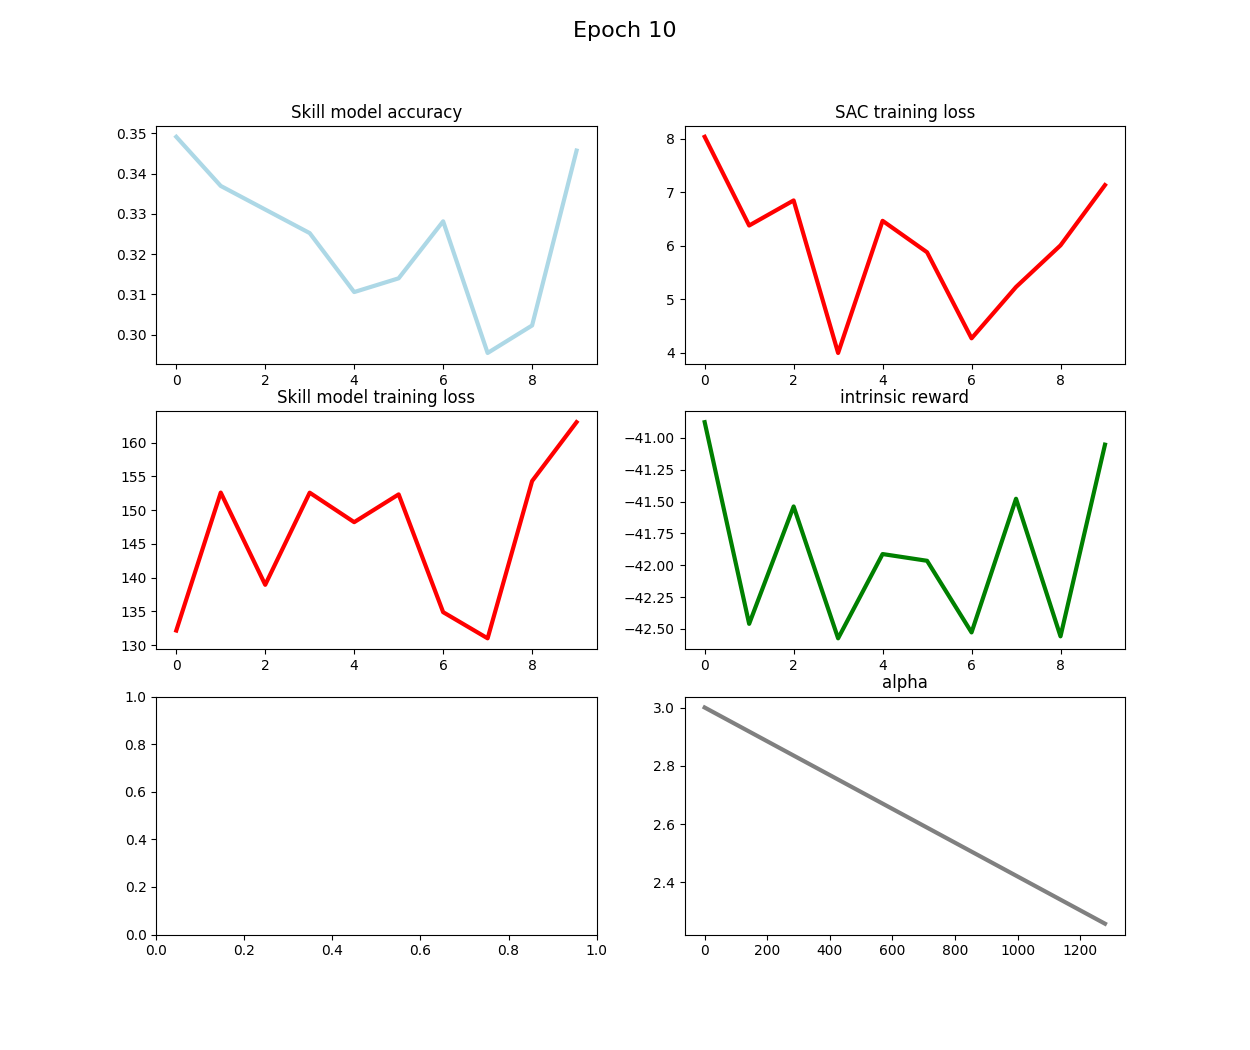 Epoch 10
Skill model accuracy
0.35
0.34
0.33
0.32
0.31
0.30
0 2 4 6 8
SAC training loss
8
7
6
5
4
0 2 4 6 8
Skill model training loss
160
155
150
145
140
135
130
0 2 4 6 8
intrinsic reward
−41.00
−41.25
−41.50
−41.75
−42.00
−42.25
−42.50
0 2 4 6 8
1.0
0.8
0.6
0.4
0.2
0.0
0.0 0.2 0.4 0.6 0.8 1.0
alpha
3.0
2.8
2.6
2.4
0 200 400 600 800 1000 1200